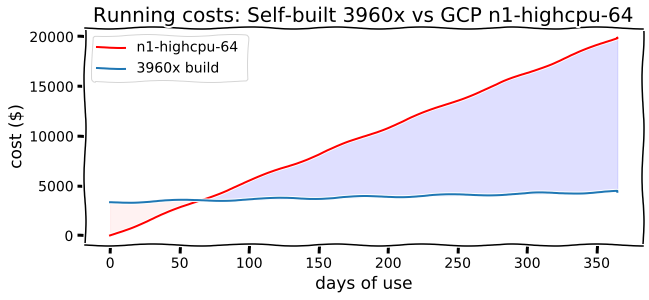 Running costs: Self-built 3960x vs GCP n1-highcpu-64
n1-highcpu-64
3960x build
cost ($)
20000
15000
10000
5000
0
0 50 100 150 200 250 300 350
days of use